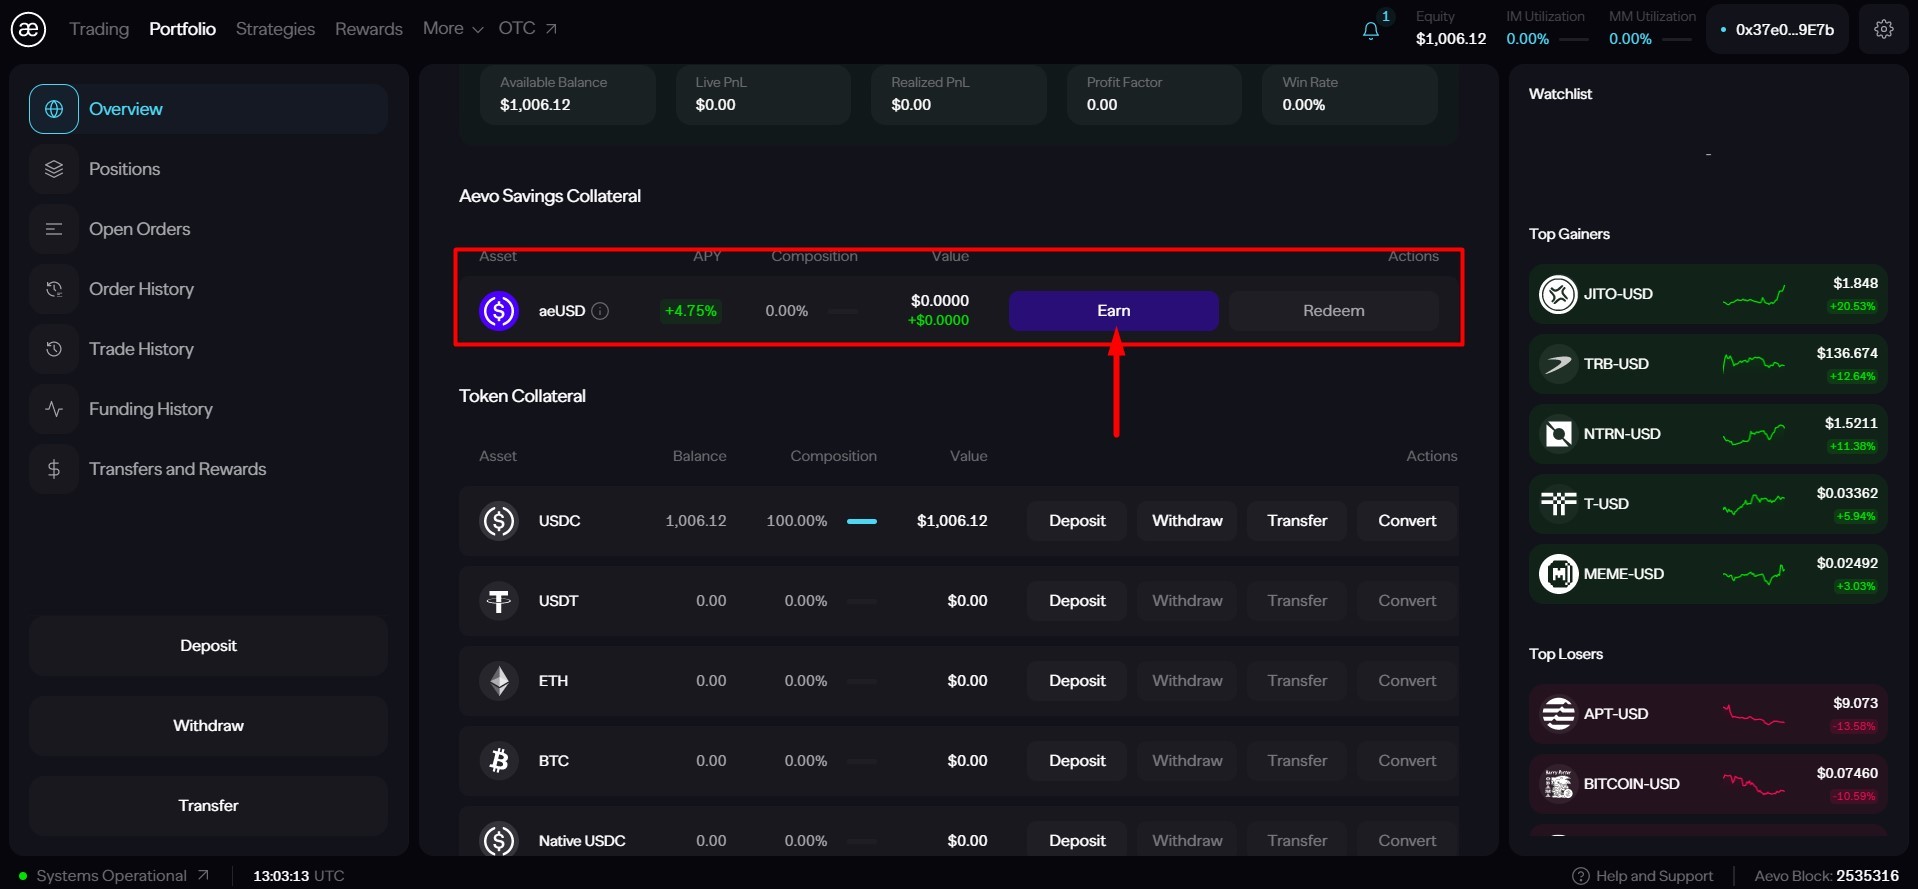 æ Trading Portfolio Strategies Rewards More OTC
1
Equity
$1,006.12
IM Utilization
0.00%
MM Utilization
0.00%
0x37e0...9E7b
Overview
Positions
Open Orders
Order History
Trade History
Funding History
Transfers and Rewards
Deposit
Withdraw
Transfer
Available Balance
$1,006.12
Live PnL
$0.00
Realized PnL
$0.00
Profit Factor
0.00
Win Rate
0.00%
Aevo Savings Collateral
Asset APY Composition Value Actions
aeUSD +4.75% 0.00% $0.0000 Earn Redeem
+$0.0000
Token Collateral
Asset Balance Composition Value Actions
USDC 1,006.12 100.00% $1,006.12 Deposit Withdraw Transfer Convert
USDT 0.00 0.00% $0.00 Deposit Withdraw Transfer Convert
ETH 0.00 0.00% $0.00 Deposit Withdraw Transfer Convert
BTC 0.00 0.00% $0.00 Deposit Withdraw Transfer Convert
Native USDC 0.00 0.00% $0.00 Deposit Withdraw Transfer Convert
Watchlist
-
Top Gainers
JITO-USD $1.848
+20.53%
TRB-USD $136.674
+12.64%
NTRN-USD $1.5211
+11.38%
T-USD $0.03362
+5.94%
MEME-USD $0.02492
+3.03%
Top Losers
APT-USD $9.073
-13.58%
BITCOIN-USD $0.07460
-10.59%
Systems Operational 13:03:13 UTC
Help and Support Aevo Block: 2535316